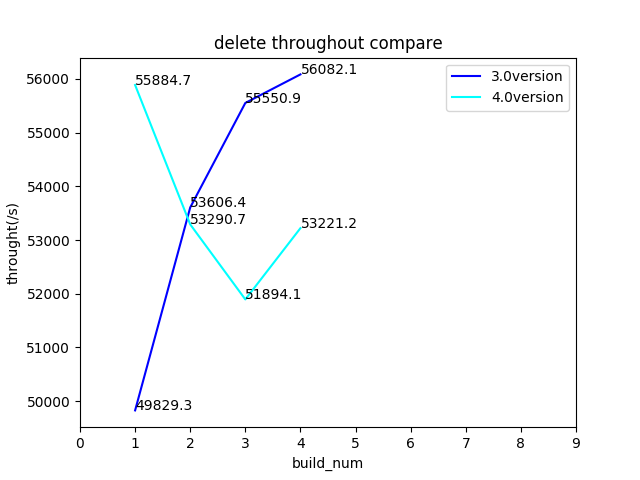 delete throughout compare
3.0version
4.0version
56082.1
55884.7
55550.9
53606.4
53290.7
53221.2
51894.1
49829.3
56000
55000
54000
53000
52000
51000
50000
throught(/s)
0 1 2 3 4 5 6 7 8 9
build_num